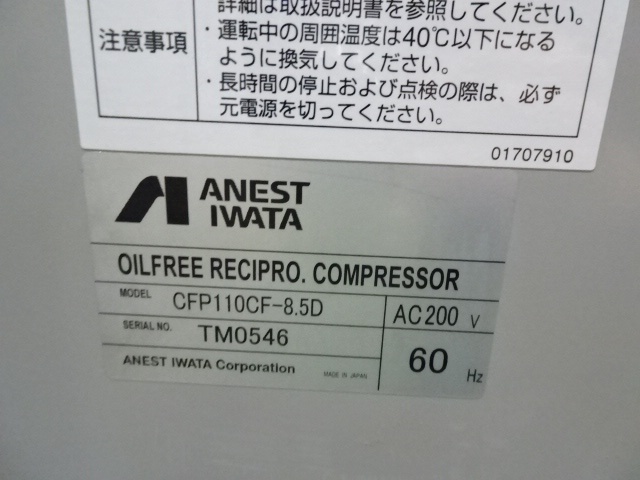 詳細は取扱説明書を参照してください。
注意事項
・運転中の周囲温度は40℃以下になる
ように換気してください。
・長時間の停止および点検の際は、必ず
元電源を切ってください。
01707910
ANEST
IWATA
OILFREE RECIPRO. COMPRESSOR
MODEL CFP110CF-8.5D
AC200 V
SERIAL NO. TM0546
60 Hz
ANEST IWATA Corporation
MADE IN JAPAN